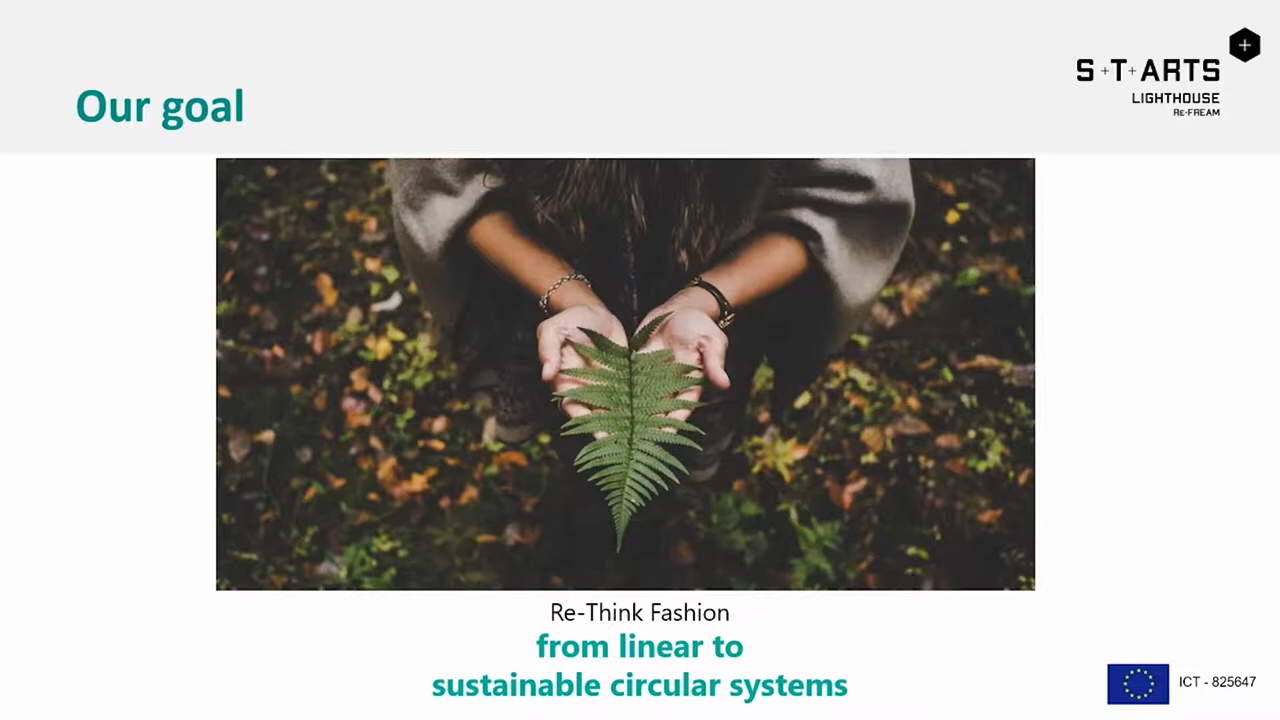 Our goal
S+T+ARTS
LIGHTHOUSE
Re-FREAM
Re-Think Fashion
from linear to
sustainable circular systems
ICT - 825647